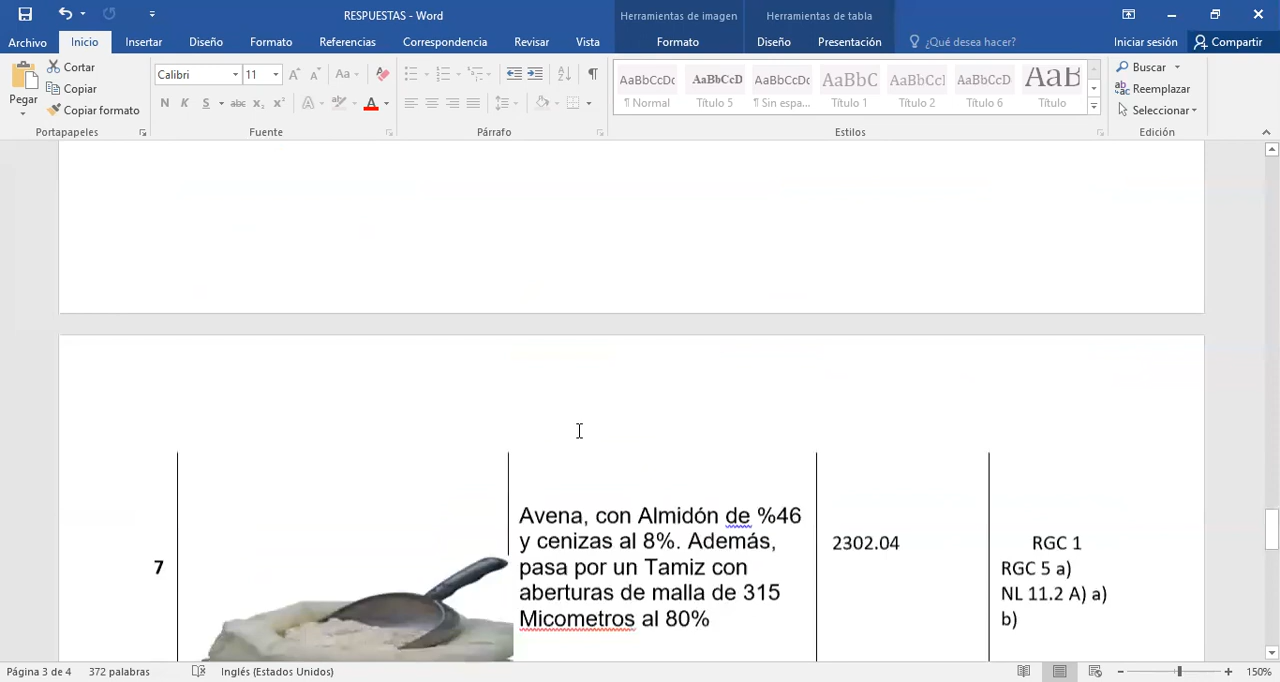 RESPUESTAS - Word
Herramientas de imagen
Herramientas de tabla
Archivo
Inicio
Insertar
Diseño
Formato
Referencias
Correspondencia
Revisar
Vista
Formato
Diseño
Presentación
¿Qué desea hacer?
Iniciar sesión
Compartir
Pegar
Cortar
Copiar
Copiar formato
Portapapeles
Calibri
11
Aa
N K S abc x₂ x²
A
Fuente
Párrafo
AaBbCcDc
AaBbCcD
AaBbCcDc
AaBbC
AaBbCcl
AaBbCcD
AaB
¶ Normal
Título 5
¶ Sin espa...
Título 1
Título 2
Título 6
Título
Estilos
Buscar
Reemplazar
Seleccionar
Edición
7
Avena, con Almidón de %46
y cenizas al 8%. Además,
pasa por un Tamiz con
aberturas de malla de 315
Micometros al 80%
2302.04
RGC 1
RGC 5 a)
NL 11.2 A) a)
b)
Página 3 de 4
372 palabras
Inglés (Estados Unidos)
150%